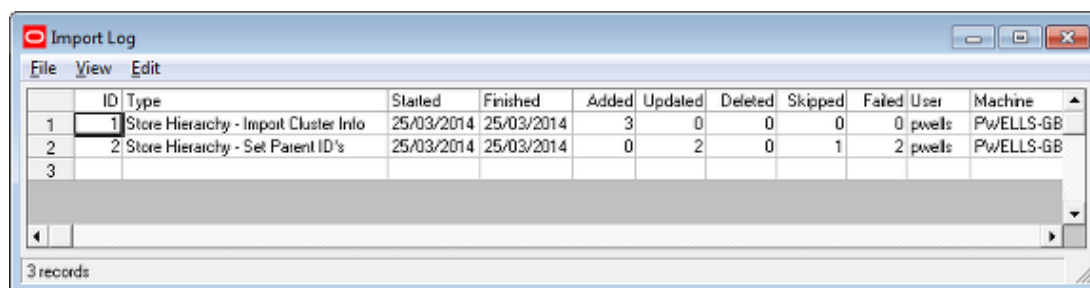 Import Log
File View Edit
ID Type Started Finished Added Updated Deleted Skipped Failed User Machine
1 1 Store Hierarchy - Import Cluster Info 25/03/2014 25/03/2014 3 0 0 0 0 pwells PWELLS-GB
2 2 Store Hierarchy - Set Parent ID's 25/03/2014 25/03/2014 0 2 0 1 2 pwells PWELLS-GB
3
3 records